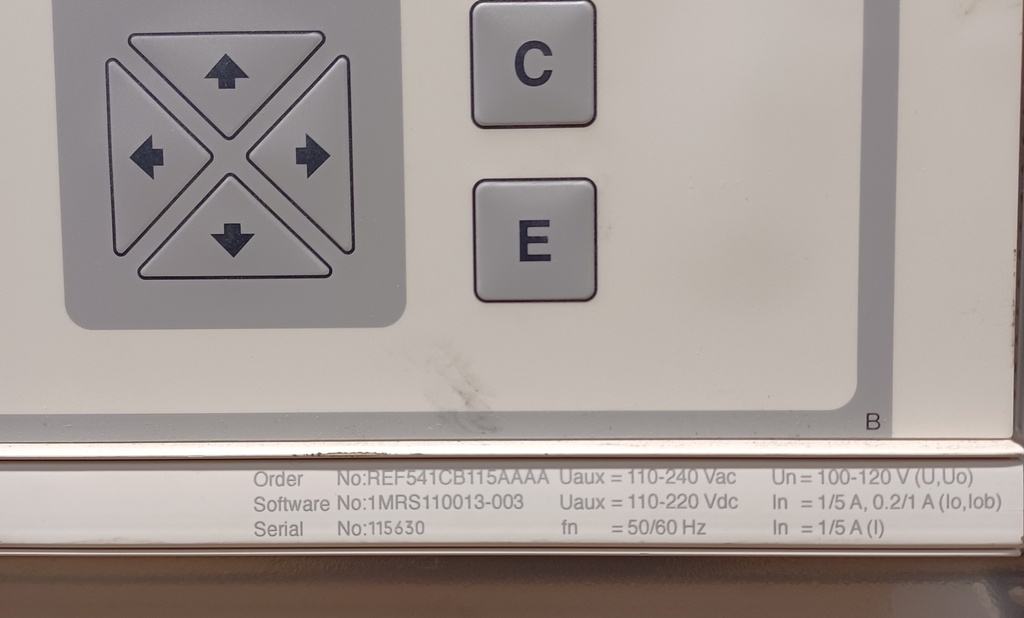 C
E
B
Order No:REF541CB115AAAA Uaux = 110-240 Vac Un = 100-120 V (U,Uo)
Software No:1MRS110013-003 Uaux = 110-220 Vdc In = 1/5 A, 0.2/1 A (Io,Iob)
Serial No:115630 fn = 50/60 Hz In = 1/5 A (I)